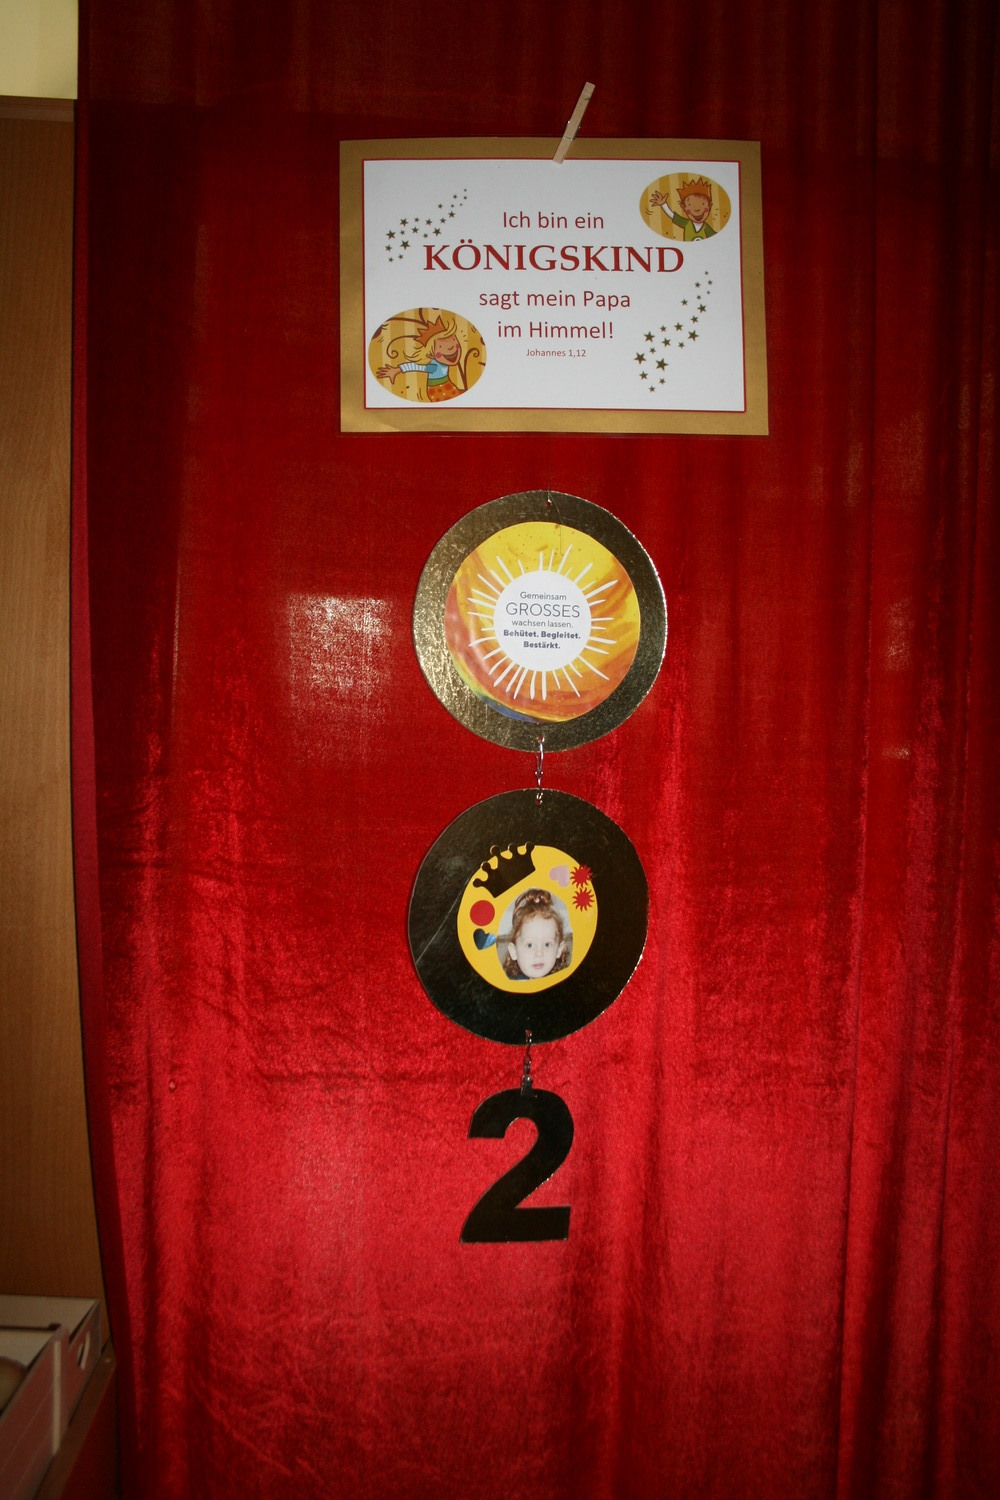 Ich bin ein
KÖNIGSKIND
sagt mein Papa
im Himmel!
Johannes 1,12
Gemeinsam
GROSSES
wachsen lassen.
Behütet. Begleitet.
Bestärkt.
2